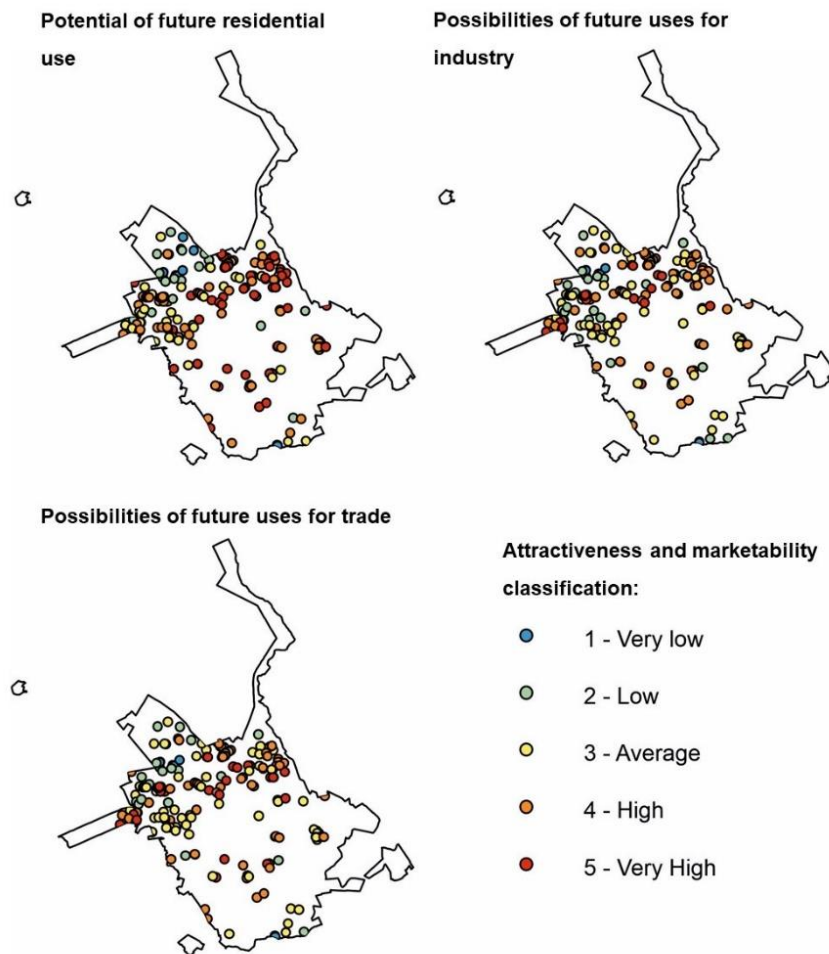 Potential of future residential
use
Possibilities of future uses for
industry
Possibilities of future uses for trade
Attractiveness and marketability
classification:
1 - Very low
2 - Low
3 - Average
4 - High
5 - Very High